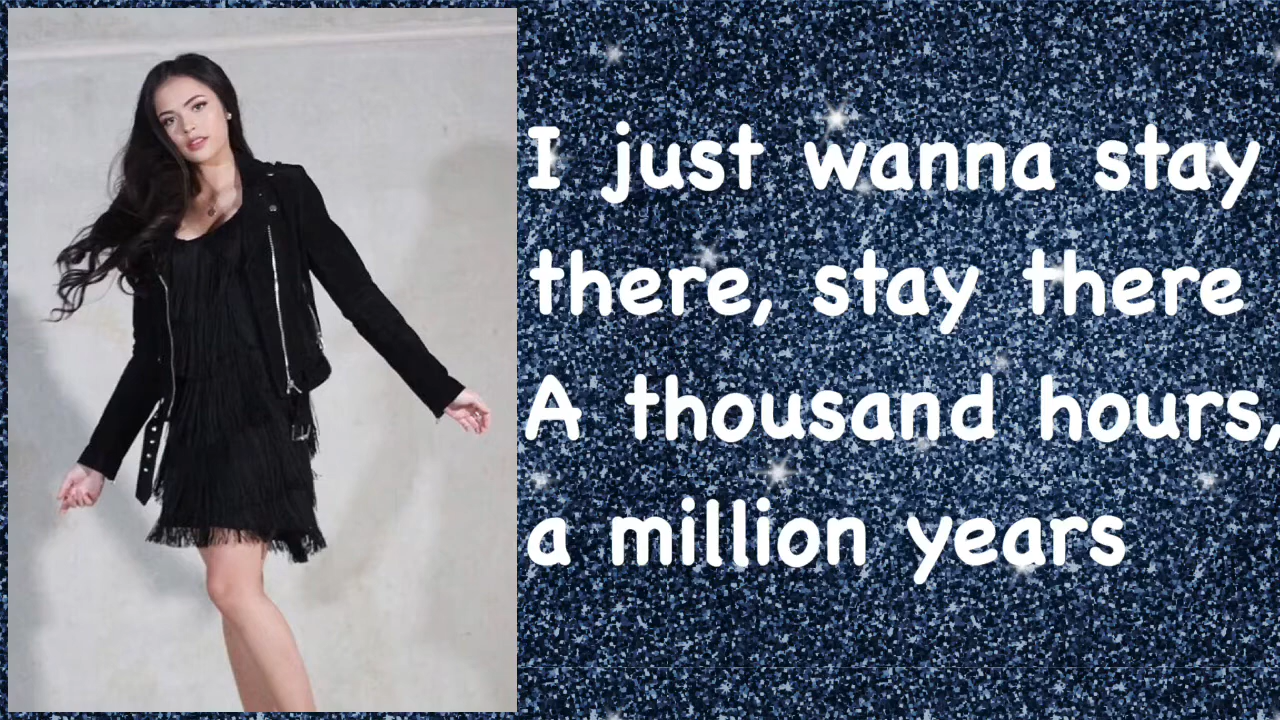 I just wanna stay
there, stay there
A thousand hours,
a million years